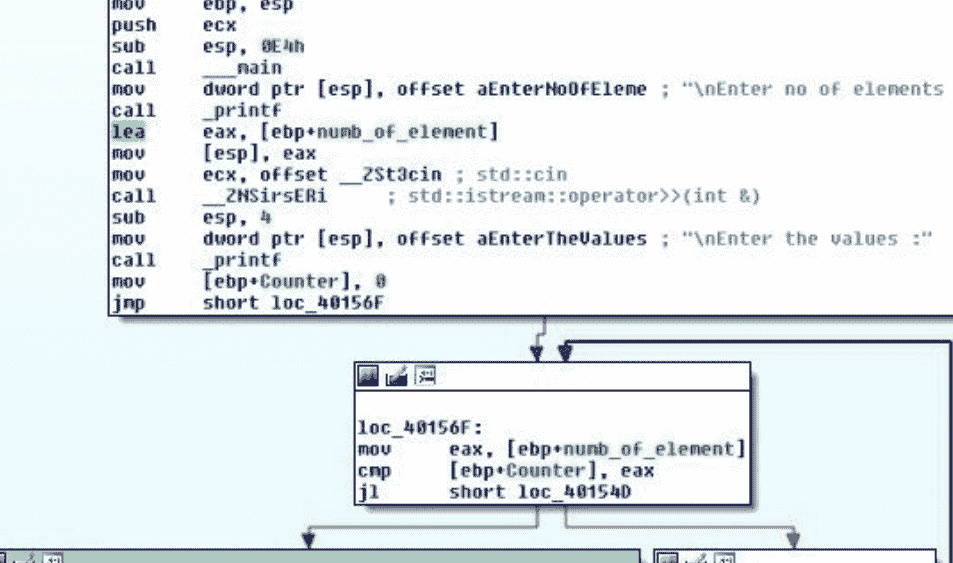 mov ebp, esp
push ecx
sub esp, 0E4h
call ___main
mov dword ptr [esp], offset aEnterNoOfEleme ; "\nEnter no of elements
call _printf
lea eax, [ebp+numb_of_element]
mov [esp], eax
mov ecx, offset __ZSt3cin ; std::cin
call __ZNSirsERi ; std::istream::operator>>(int &)
sub esp, 4
mov dword ptr [esp], offset aEnterTheValues ; "\nEnter the values :"
call _printf
mov [ebp+Counter], 0
jmp short loc_40156F
loc_40156F:
mov eax, [ebp+numb_of_element]
cmp [ebp+Counter], eax
jl short loc_40154D